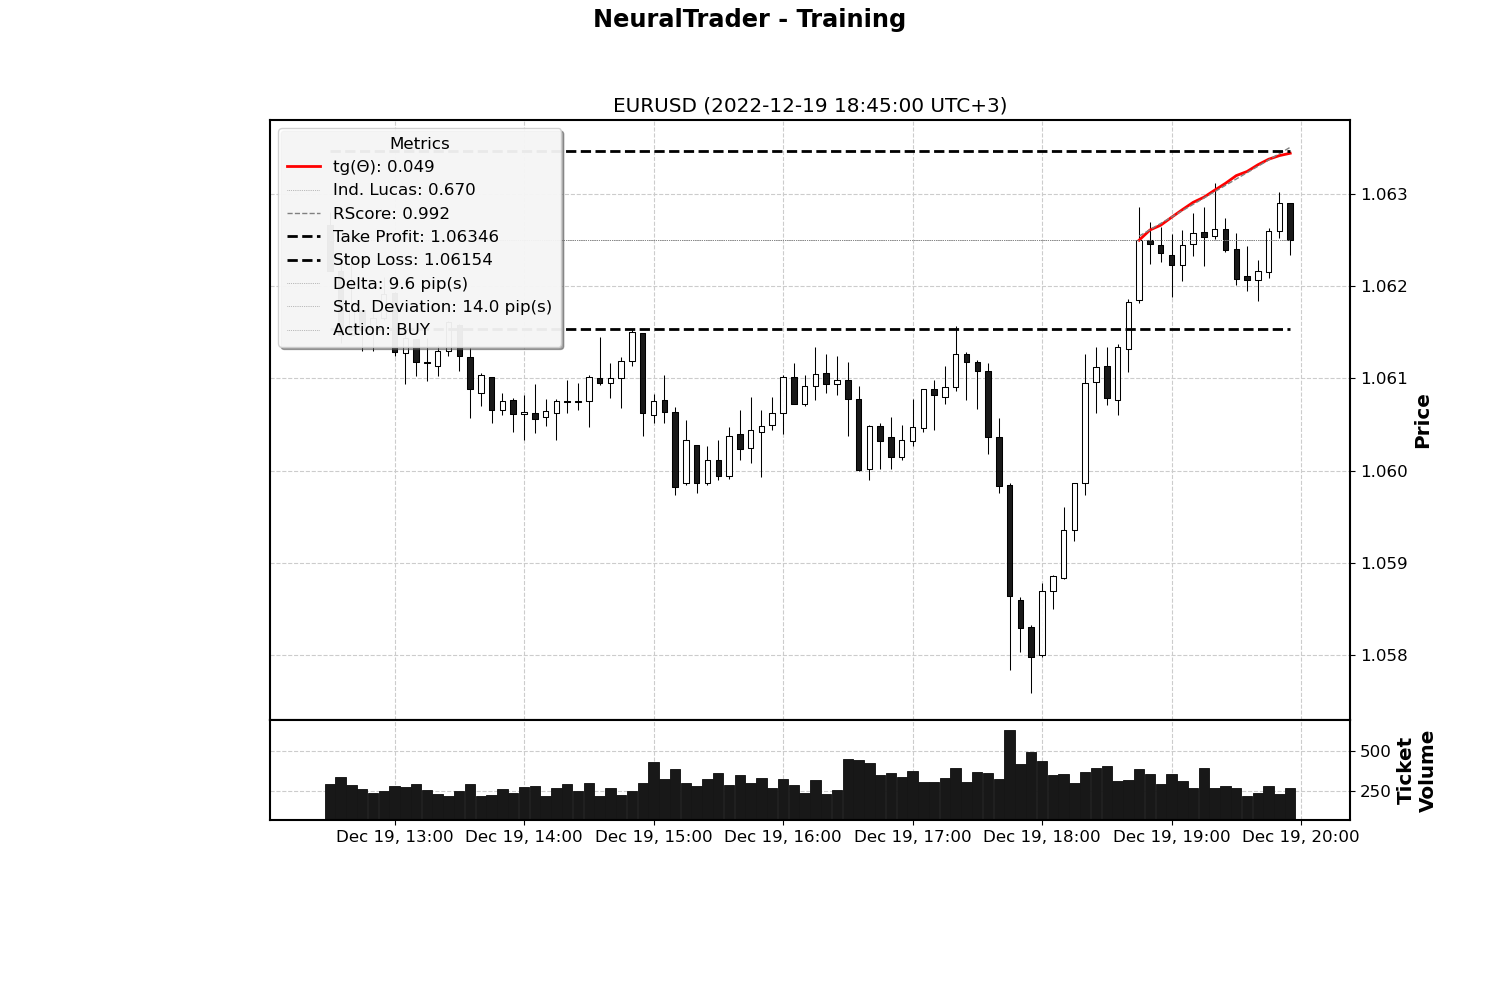 NeuralTrader - Training
EURUSD (2022-12-19 18:45:00 UTC+3)
Metrics
tg(Θ): 0.049
Ind. Lucas: 0.670
RScore: 0.992
Take Profit: 1.06346
Stop Loss: 1.06154
Delta: 9.6 pip(s)
Std. Deviation: 14.0 pip(s)
Action: BUY
1.063
1.062
1.061
1.060
1.059
1.058
Price
500
250
Ticket
Volume
Dec 19, 13:00 Dec 19, 14:00 Dec 19, 15:00 Dec 19, 16:00 Dec 19, 17:00 Dec 19, 18:00 Dec 19, 19:00 Dec 19, 20:00